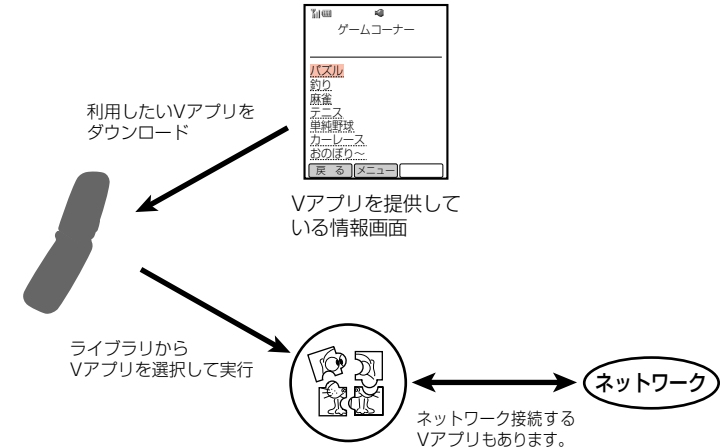 ゲームコーナー
パズル
釣り
麻雀
テニス
単純野球
カーレース
おのぼり〜
戻 る
メニュー
利用したいVアプリを
ダウンロード
Vアプリを提供して
いる情報画面
ライブラリから
Vアプリを選択して実行
ネットワーク
ネットワーク接続する
Vアプリもあります。